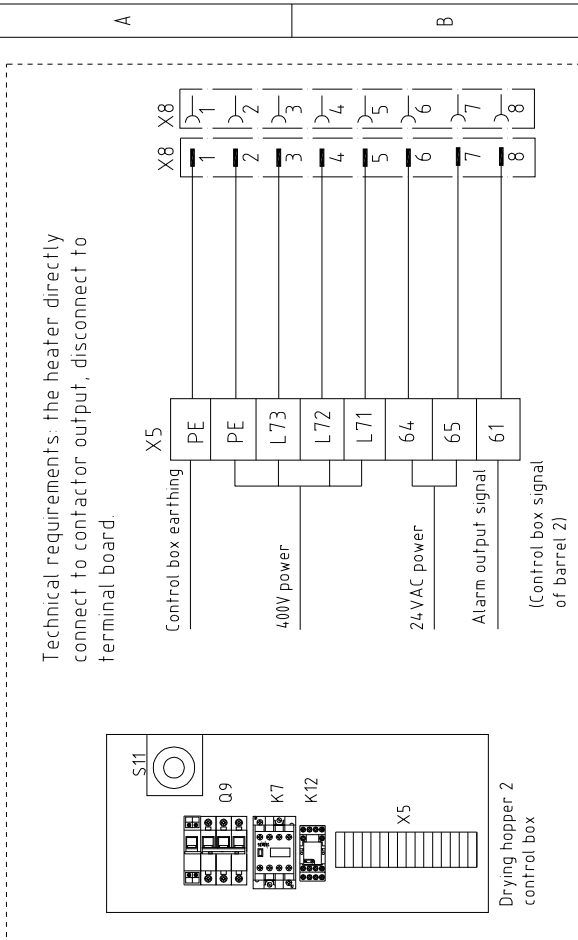 A
B
Technical requirements: the heater directly
connect to contactor output, disconnect to
terminal board.
X8
1
2
3
4
5
6
7
8
X8
1
2
3
4
5
6
7
8
X5
PE
PE
L73
L72
L71
64
65
61
Control box earthing
400V power
24VAC power
Alarm output signal
(Control box signal
of barrel 2)
S11
Q9
K7
K12
X5
Drying hopper 2
control box